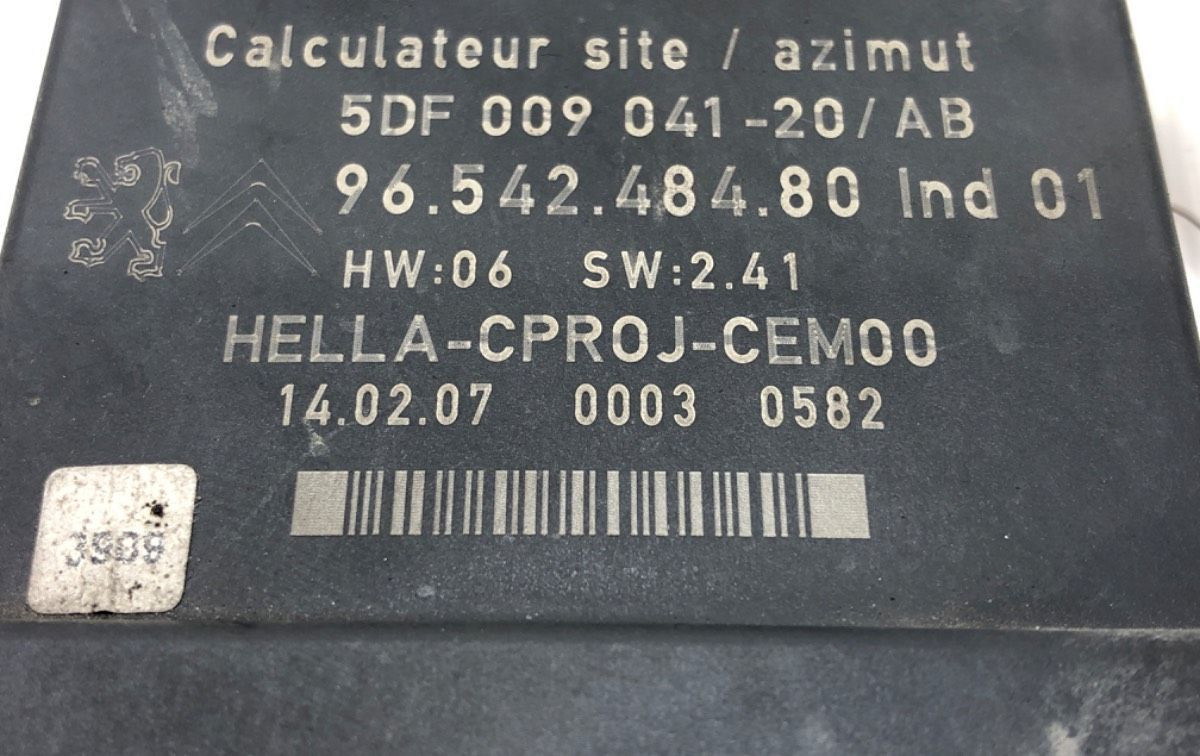 Calculateur site / azimut
5DF 009 041-20/AB
96.542.484.80 Ind 01
HW:06 SW:2.41
HELLA-CPROJ-CEM00
14.02.07 0003 0582